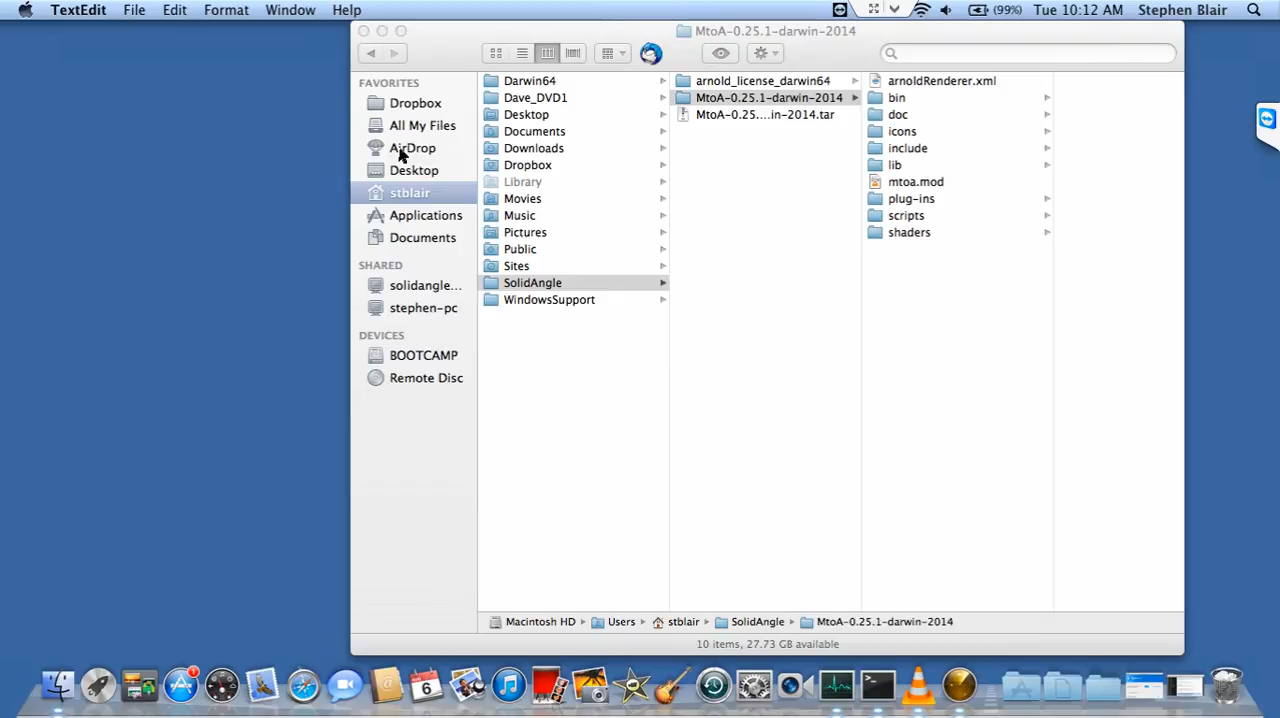 TextEdit File Edit Format Window Help (99%) Tue 10:12 AM Stephen Blair
MtoA-0.25.1-darwin-2014
FAVORITES
Dropbox
All My Files
AirDrop
Desktop
stblair
Applications
Documents
SHARED
solidangle...
stephen-pc
DEVICES
BOOTCAMP
Remote Disc
Darwin64
Dave_DVD1
Desktop
Documents
Downloads
Dropbox
Library
Movies
Music
Pictures
Public
Sites
SolidAngle
WindowsSupport
arnold_license_darwin64
MtoA-0.25.1-darwin-2014
MtoA-0.25....in-2014.tar
arnoldRenderer.xml
bin
doc
icons
include
lib
mtoa.mod
plug-ins
scripts
shaders
Macintosh HD Users stblair SolidAngle MtoA-0.25.1-darwin-2014
10 items, 27.73 GB available
1
6